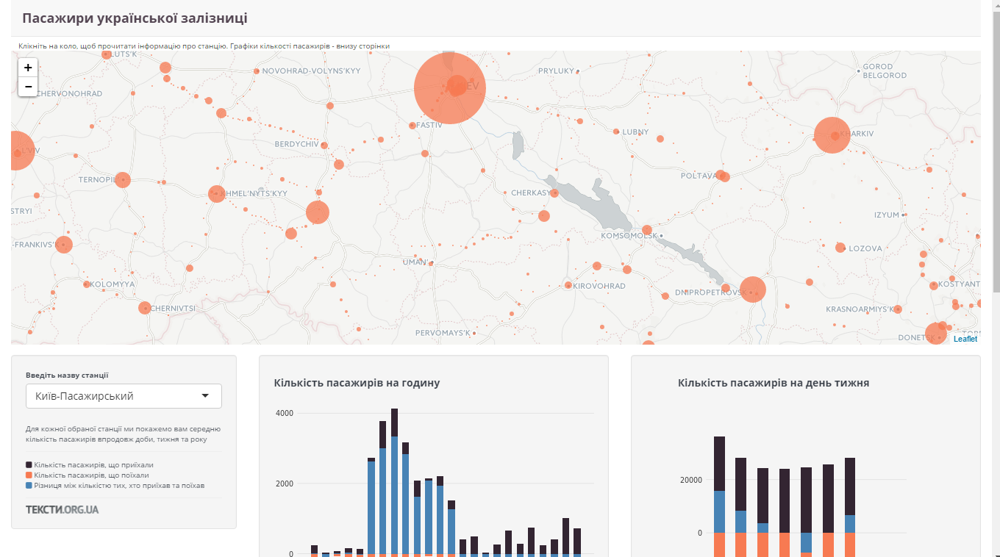 Пасажири української залізниці
Клікніть на коло, щоб прочитати інформацію про станцію. Графіки кількості пасажирів - внизу сторінки
+
−
LUTS'K
NOVOHRAD-VOLYNS'KYY
KIEV
PRYLUKY
GOROD
BELGOROD
CHERVONOHRAD
FASTIV
LUBNY
KHARKIV
BERDYCHIV
L'VIV
TERNOPIL'
KHMEL'NYTS'KYY
POLTAVA
CHERKASY
STRYI
IZYUM
KOMSOMOLSK
-FRANKIVS'K
LOZOVA
UMAN'
KOLOMYYA
KIROVOHRAD
KOSTYANT
DNIPROPETROVSK
CHERNIVTSI
KRASNOARMIYS'K
PERVOMAYS'K
DONETSK
Leaflet
Введіть назву станції
Київ-Пасажирський
Для кожної обраної станції ми покажемо вам середню
кількість пасажирів впродовж доби, тижня та року
Кількість пасажирів, що приїхали
Кількість пасажирів, що поїхали
Різниця між кількістю тих, хто приїхав та поїхав
ТЕКСТИ.ORG.UA
Кількість пасажирів на годину
4000
2000
0
Кількість пасажирів на день тижня
20000
0